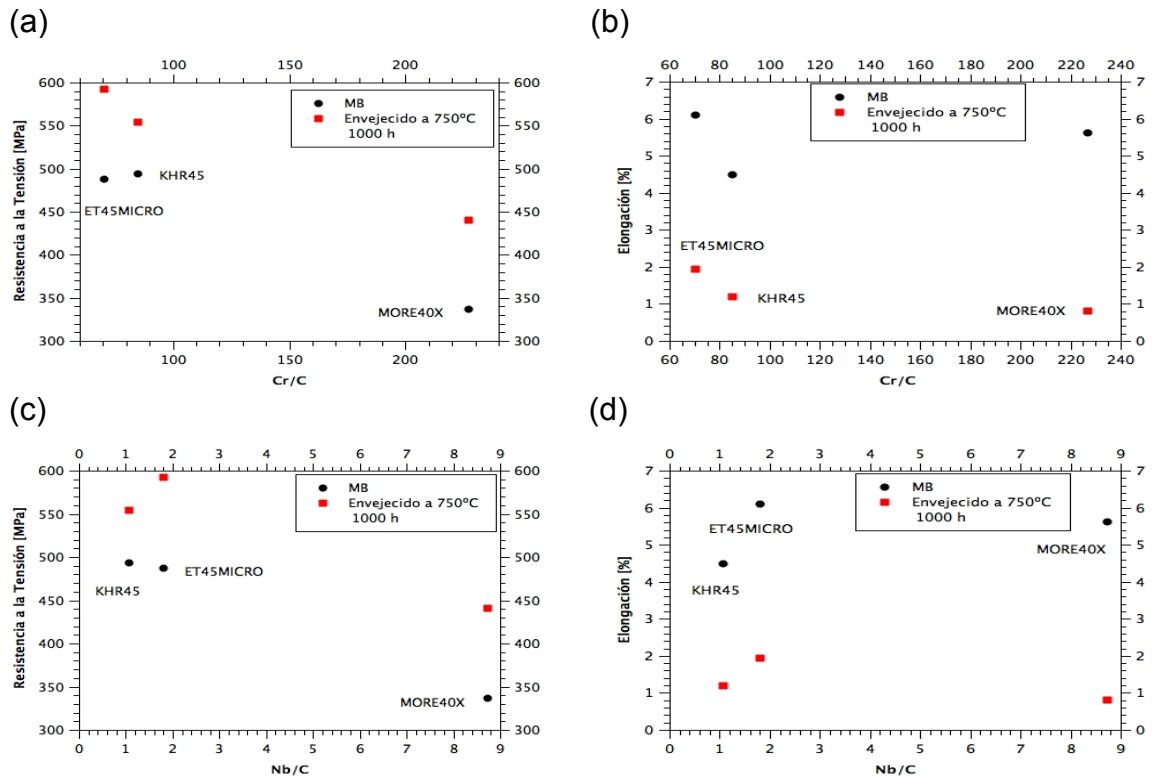 (a)
100 150 200
600 600
550 550
500 500
450 450
400 400
350 350
300 300
MB
Envejecido a 750ºC
1000 h
KHR45
ET45MICRO
MORE40X
Resistencia a la Tensión [MPa]
100 150 200
Cr/C
(b)
60 80 100 120 140 160 180 200 220 240
7 7
6 6
5 5
4 4
3 3
2 2
1 1
0 0
MB
Envejecido a 750ºC
1000 h
ET45MICRO
KHR45
MORE40X
Elongación [%]
60 80 100 120 140 160 180 200 220 240
Cr/C
(c)
0 1 2 3 4 5 6 7 8 9
600 600
550 550
500 500
450 450
400 400
350 350
300 300
MB
Envejecido a 750ºC
1000 h
KHR45
ET45MICRO
MORE40X
Resistencia a la Tensión [MPa]
0 1 2 3 4 5 6 7 8 9
Nb/C
(d)
0 1 2 3 4 5 6 7 8 9
7 7
6 6
5 5
4 4
3 3
2 2
1 1
0 0
MB
Envejecido a 750ºC
1000 h
ET45MICRO
MORE40X
KHR45
Elongación [%]
0 1 2 3 4 5 6 7 8 9
Nb/C